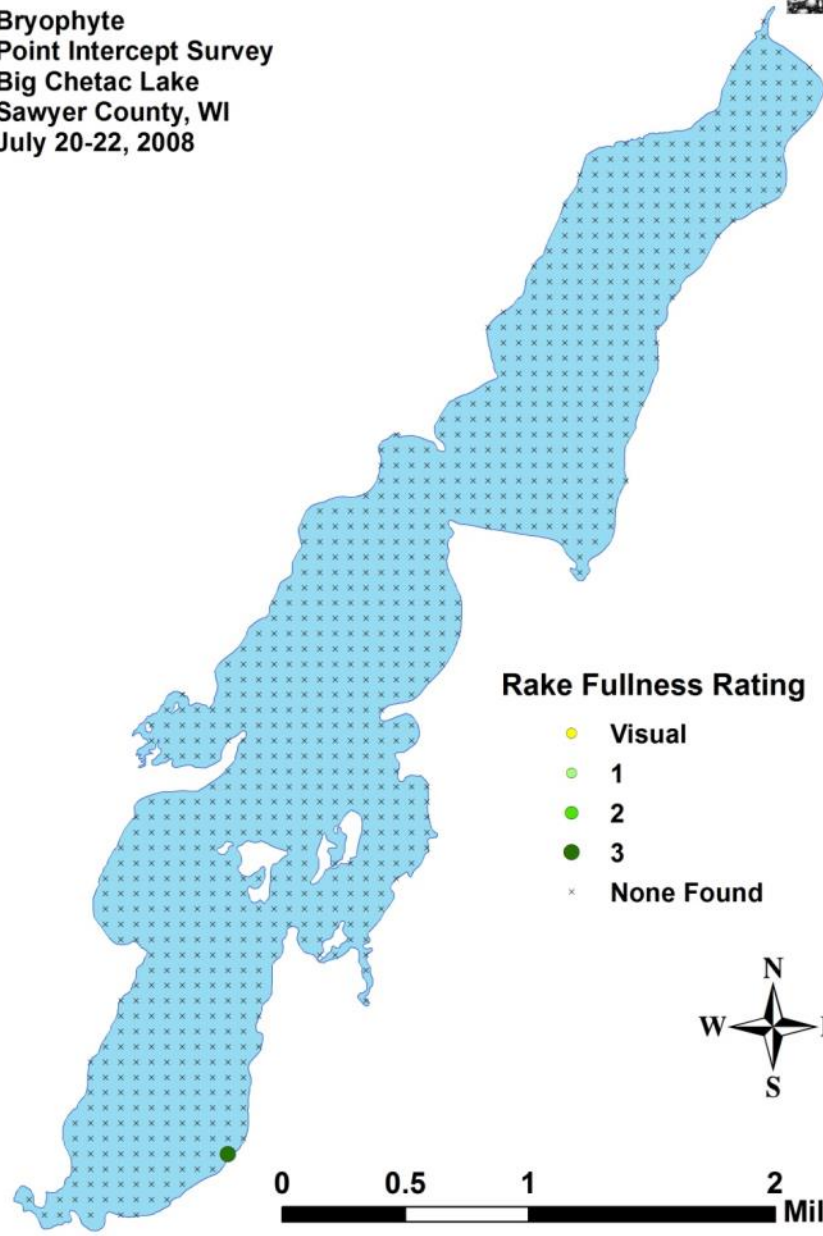 Bryophyte
Point Intercept Survey
Big Chetac Lake
Sawyer County, WI
July 20-22, 2008
Rake Fullness Rating
Visual
1
2
3
None Found
N
W
S
0 0.5 1 2
Mil